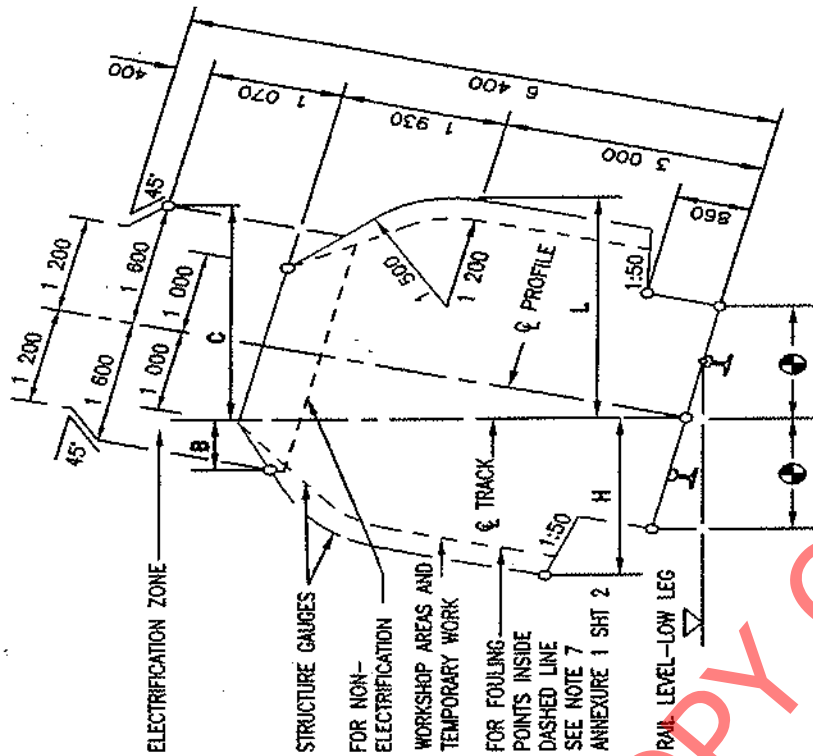 400
45°
1 200
1 200
1 600
1 600
1 000
1 000
45°
C
B
1 070
1 930
6 400
3 000
860
1 500
1 200
℄ PROFILE
L
1:50
℄ TRACK
H
1:50
ELECTRIFICATION ZONE
STRUCTURE GAUGES
FOR NON-
ELECTRIFICATION
WORKSHOP AREAS AND
TEMPORARY WORK
FOR FOULING
POINTS INSIDE
DASHED LINE
SEE NOTE 7
ANNEXURE 1 SHT 2
RAIL LEVEL-LOW LEG
COPY